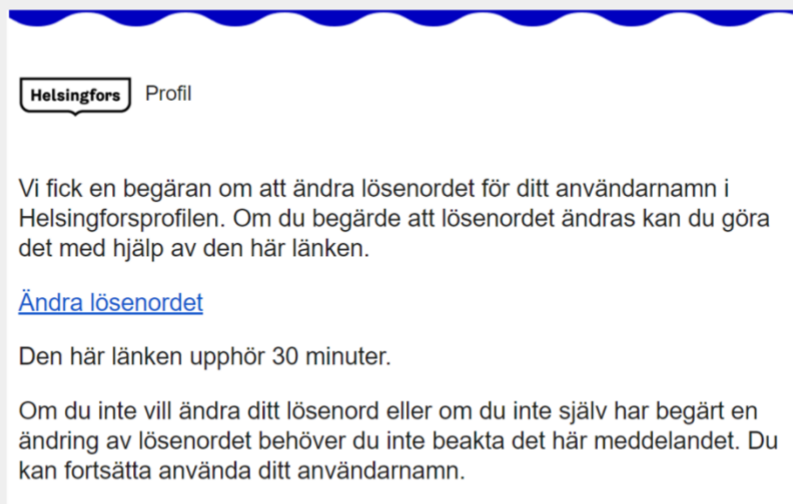 Helsingfors Profil
Vi fick en begäran om att ändra lösenordet för ditt användarnamn i
Helsingforsprofilen. Om du begärde att lösenordet ändras kan du göra
det med hjälp av den här länken.
Ändra lösenordet
Den här länken upphör 30 minuter.
Om du inte vill ändra ditt lösenord eller om du inte själv har begärt en
ändring av lösenordet behöver du inte beakta det här meddelandet. Du
kan fortsätta använda ditt användarnamn.